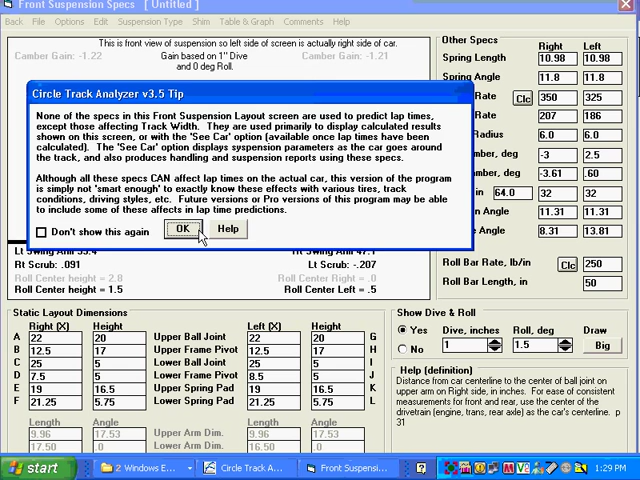 Front Suspension Specs [ Untitled ]
Back File Options Suspension Type Shim Table & Graph Comments Help
This is front view of suspension so left side of screen is actually right side of car.
Camber Gain: -1.22 Gain based on 1" Dive Camber Gain: -1.21
and 0 deg Roll.
Circle Track Analyzer v3.5 Tip
None of the specs in this Front Suspension Layout screen are used to predict lap times,
except those affecting Track Width. They are used primarily to display calculated results
shown on this screen, or with the 'See Car' option (available once lap times have been
calculated). The 'See Car' option displays syspension parameters as the car goes
around the track, and also produces handling and suspension reports using these specs.
Although all these specs CAN affect lap times on the actual car, this version of the program
is simply not 'smart enough' to exactly know these effects with various tires, track
conditions, driving styles, etc. Future versions or Pro versions of this program may be able
to include some of these affects in lap time predictions.
Don't show this again OK Help
Rt Scrub: .091 Lt Scrub: -.207
Roll Center height = 2.8 Roll Center Right = .0
Roll Center height = 1.5 Roll Center Left = .5
Other Specs
Right Left
Spring Length 10.98 10.98
Spring Angle 11.8 11.8
Rate Clc 350 325
Rate 207 186
Radius 6.0 6.0
mber, deg -3 2.5
mber, deg -3.61 .60
in 64.0 32 32
n Angle 11.31 11.31
e Angle 8.31 13.81
Roll Bar Rate, lb/in Clc 250
Roll Bar Length, in 50
Static Layout Dimensions
Right (X) Height Left (X) Height
A 22 20 Upper Ball Joint 22 20 G
B 12.5 17 Upper Frame Pivot 12.5 17 H
C 25 5 Lower Ball Joint 25 5 I
D 7.5 5 Lower Frame Pivot 8.5 5 J
E 19 16.5 Upper Spring Pad 19 16.5 K
F 21.25 5.75 Lower Spring Pad 21.25 5.75 L
Length Angle Length Angle
9.96 17.53 Upper Arm Dim. 9.96 17.53
17.50 .0 Lower Arm Dim. 16.50 .0
Show Dive & Roll
Yes Dive, inches Roll, deg Draw
No 1 1.5 Big
Help (definition)
Distance from car centerline to the center of ball joint on
upper arm on Right side, in inches. For ease of consistent
measurements for front and rear, use the center of the
drivetrain (engine, trans, rear axle) as the car's centerline. p
31
start 2 Windows E... Circle Track A... Front Suspensi... 1:29 PM